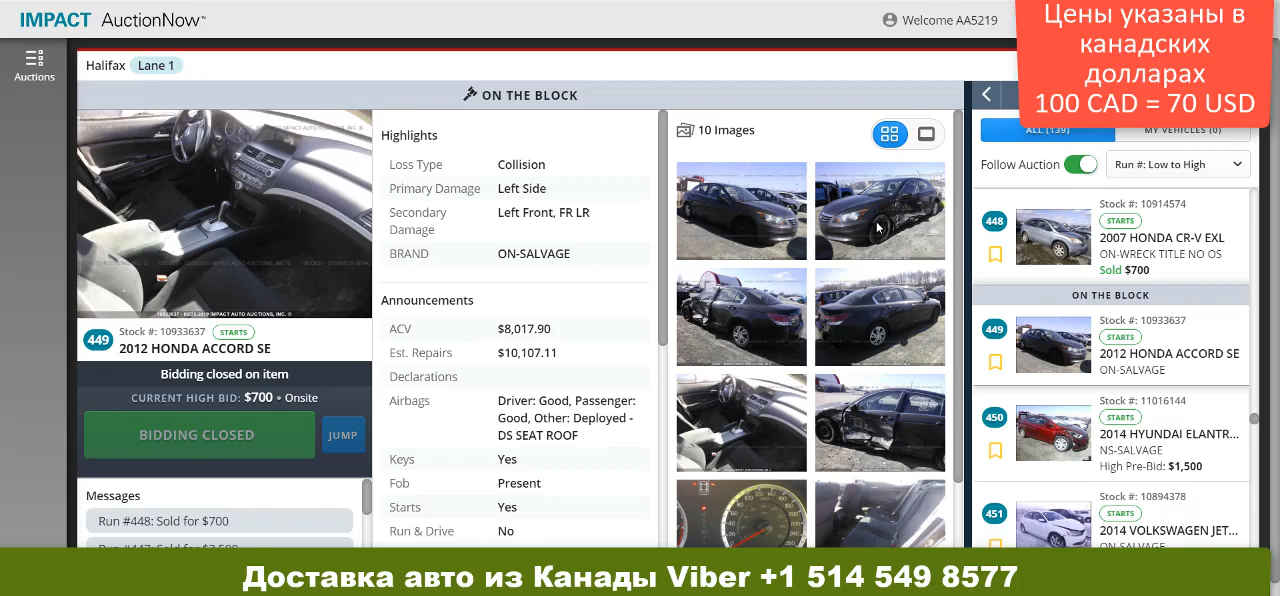 IMPACT AuctionNow™
Welcome AA5219
Цены указаны в
канадских
долларах
100 CAD = 70 USD
Auctions
Halifax Lane 1
ON THE BLOCK
449
Stock #: 10933637 STARTS
2012 HONDA ACCORD SE
Bidding closed on item
CURRENT HIGH BID: $700 • Onsite
BIDDING CLOSED
JUMP
Messages
Run #448: Sold for $700
Highlights
Loss Type Collision
Primary Damage Left Side
Secondary Left Front, FR LR
Damage
BRAND ON-SALVAGE
Announcements
ACV $8,017.90
Est. Repairs $10,107.11
Declarations
Airbags Driver: Good, Passenger:
Good, Other: Deployed -
DS SEAT ROOF
Keys Yes
Fob Present
Starts Yes
Run & Drive No
10 Images
ALL (139) MY VEHICLES (0)
Follow Auction Run #: Low to High
448
Stock #: 10914574
STARTS
2007 HONDA CR-V EXL
ON-WRECK TITLE NO OS
Sold $700
ON THE BLOCK
449
Stock #: 10933637
STARTS
2012 HONDA ACCORD SE
ON-SALVAGE
450
Stock #: 11016144
STARTS
2014 HYUNDAI ELANTR...
NS-SALVAGE
High Pre-Bid: $1,500
451
Stock #: 10894378
STARTS
2014 VOLKSWAGEN JET...
ON-SALVAGE
Доставка авто из Канады Viber +1 514 549 8577